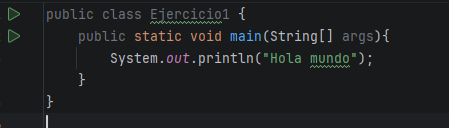 public class Ejercicio1 {
    public static void main(String[] args){
        System.out.println("Hola mundo");
    }
}